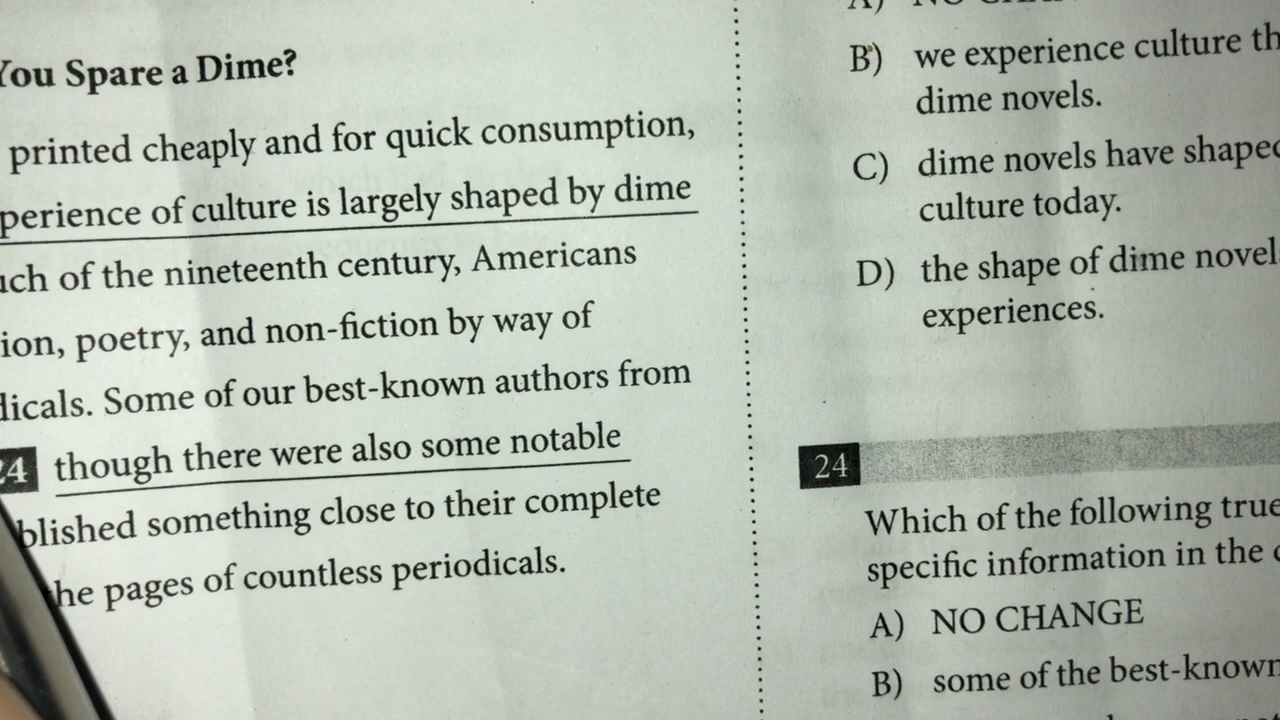 You Spare a Dime?
printed cheaply and for quick consumption,
perience of culture is largely shaped by dime
uch of the nineteenth century, Americans
ion, poetry, and non-fiction by way of
dicals. Some of our best-known authors from
24 though there were also some notable
blished something close to their complete
he pages of countless periodicals.
B) we experience culture th
dime novels.
C) dime novels have shaped
culture today.
D) the shape of dime novel
experiences.
24
Which of the following true
specific information in the
A) NO CHANGE
B) some of the best-known